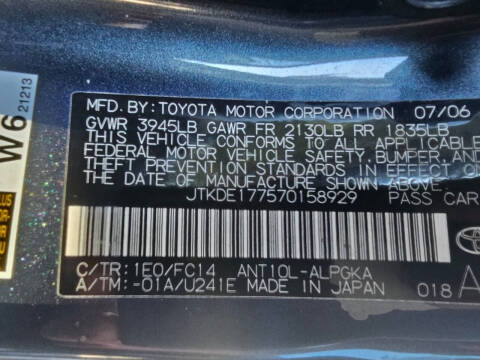 MFD. BY: TOYOTA MOTOR CORPORATION 07/06
GVWR 3945LB GAWR FR 2130LB RR 1835LB
THIS VEHICLE CONFORMS TO ALL APPLICABLE
FEDERAL MOTOR VEHICLE SAFETY, BUMPER, AND
THEFT PREVENTION STANDARDS IN EFFECT ON
THE DATE OF MANUFACTURE SHOWN ABOVE.
JTKDE177570158929 PASS CAR
C/TR: 1E0/FC14 ANT10L-ALPGKA
A/TM: -01A/U241E MADE IN JAPAN 018 A
TOYOTA
W6
21213